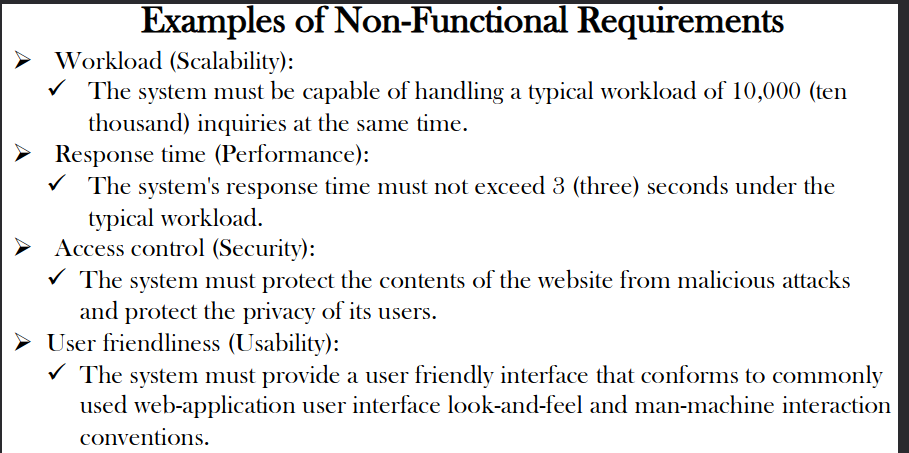 Examples of Non-Functional Requirements
➢ Workload (Scalability):
✓ The system must be capable of handling a typical workload of 10,000 (ten
thousand) inquiries at the same time.
➢ Response time (Performance):
✓ The system's response time must not exceed 3 (three) seconds under the
typical workload.
➢ Access control (Security):
✓ The system must protect the contents of the website from malicious attacks
and protect the privacy of its users.
➢ User friendliness (Usability):
✓ The system must provide a user friendly interface that conforms to commonly
used web-application user interface look-and-feel and man-machine interaction
conventions.